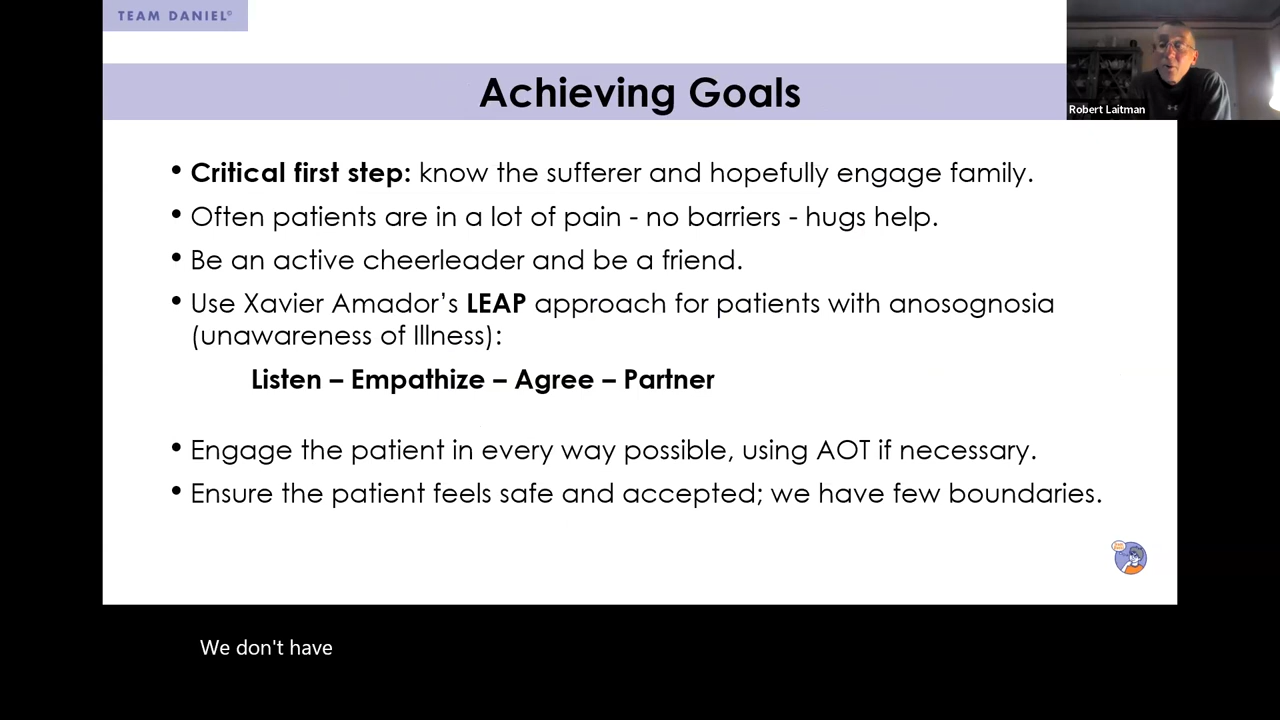 TEAM DANIEL®
Achieving Goals
Robert Laitman
• Critical first step: know the sufferer and hopefully engage family.
• Often patients are in a lot of pain - no barriers - hugs help.
• Be an active cheerleader and be a friend.
• Use Xavier Amador’s LEAP approach for patients with anosognosia
(unawareness of Illness):
Listen – Empathize – Agree – Partner
• Engage the patient in every way possible, using AOT if necessary.
• Ensure the patient feels safe and accepted; we have few boundaries.
We don't have